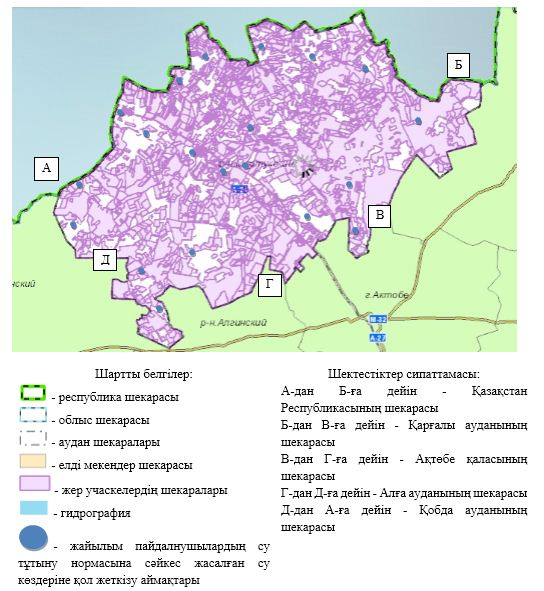 Б
А
В
Д
Г
г.Актобе
р-н.Алгинский
М-32
А-27
Шартты белгілер:
- республика шекарасы
- облыс шекарасы
- аудан шекаралары
- елді мекендер шекарасы
- жер учаскелердің шекаралары
- гидрография
- жайылым пайдалнушылардың су
тұтыну нормасына сәйкес жасалған су
көздеріне қол жеткізу аймақтары
Шектестіктер сипаттамасы:
А-дан Б-ға дейін - Қазақстан
Республикасының шекарасы
Б-дан В-ға дейін - Қарғалы ауданының
шекарасы
В-дан Г-ға дейін - Ақтөбе қаласының
шекарасы
Г-дан Д-ға дейін - Алға ауданының шекарасы
Д-дан А-ға дейін - Қобда ауданының
шекарасы